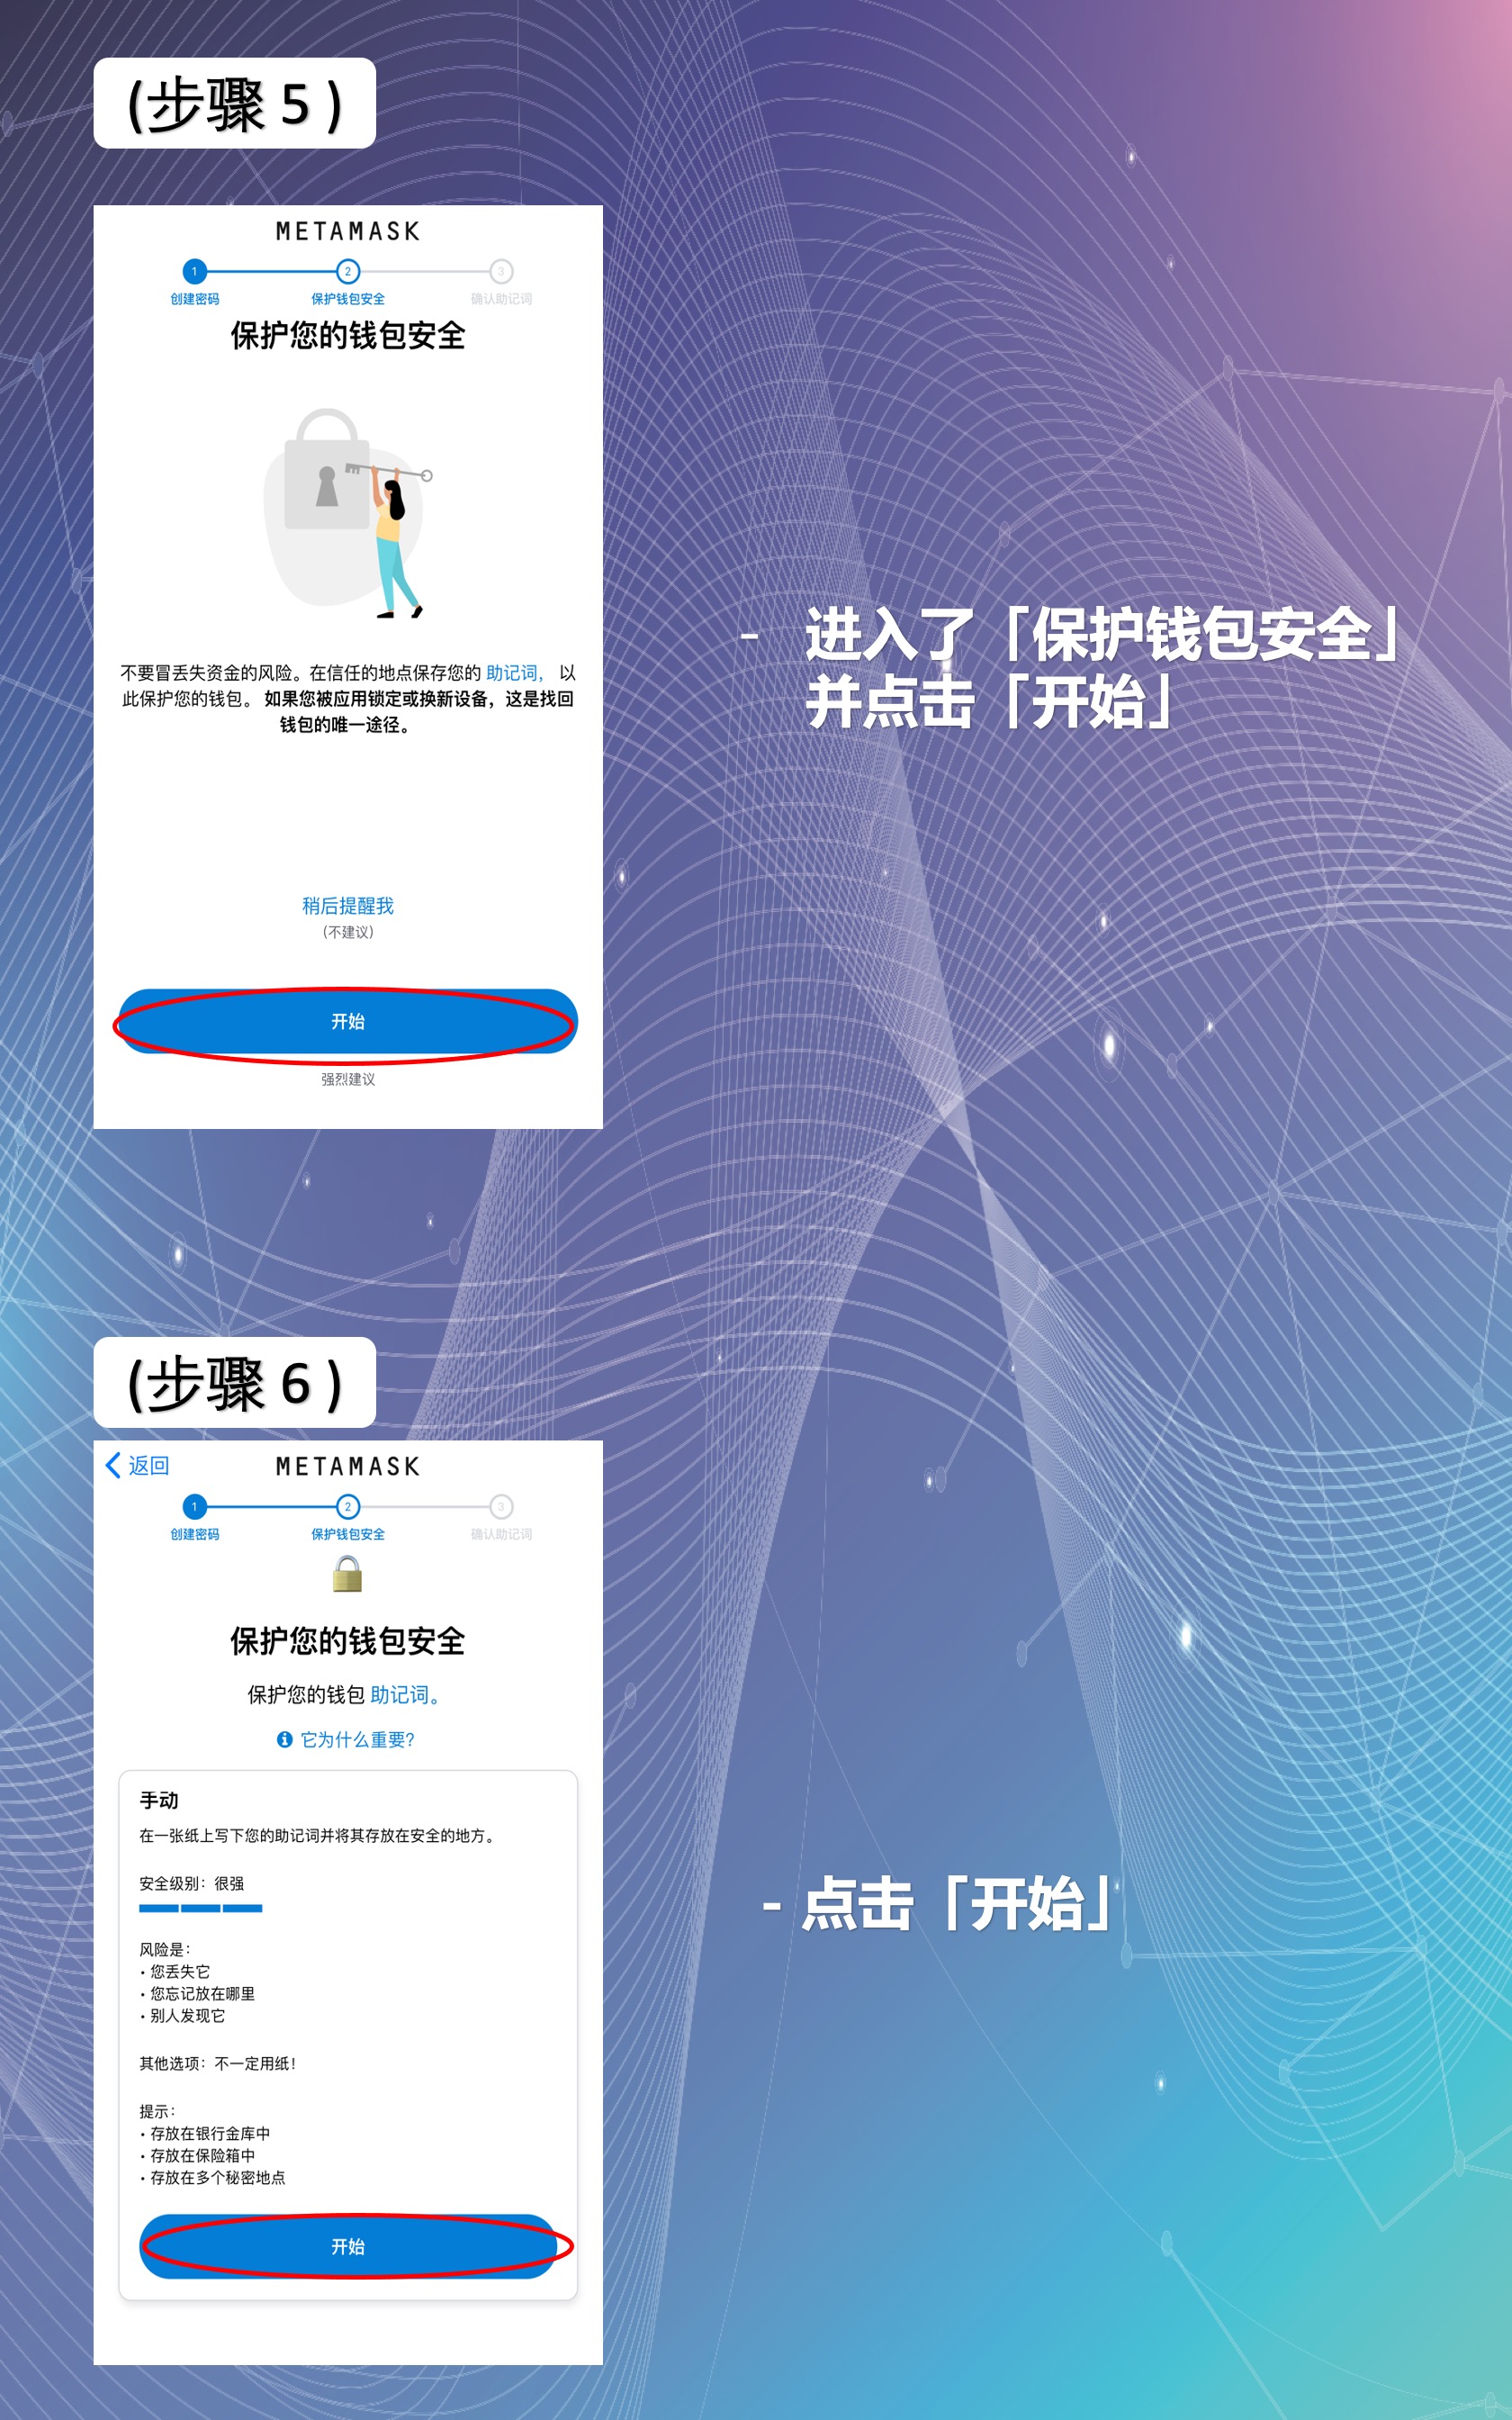 (步骤 5 )
METAMASK
1 2 3
创建密码 保护钱包安全 确认助记词
保护您的钱包安全
不要冒丢失资金的风险。在信任的地点保存您的 助记词， 以
此保护您的钱包。 如果您被应用锁定或换新设备，这是找回
钱包的唯一途径。
稍后提醒我
(不建议)
开始
强烈建议
- 进入了「保护钱包安全」
并点击「开始」
(步骤 6 )
返回 METAMASK
1 2 3
创建密码 保护钱包安全 确认助记词
保护您的钱包安全
保护您的钱包 助记词。
它为什么重要?
手动
在一张纸上写下您的助记词并将其存放在安全的地方。
安全级别：很强
风险是：
• 您丢失它
• 您忘记放在哪里
• 别人发现它
其他选项：不一定用纸！
提示：
• 存放在银行金库中
• 存放在保险箱中
• 存放在多个秘密地点
开始
- 点击「开始」